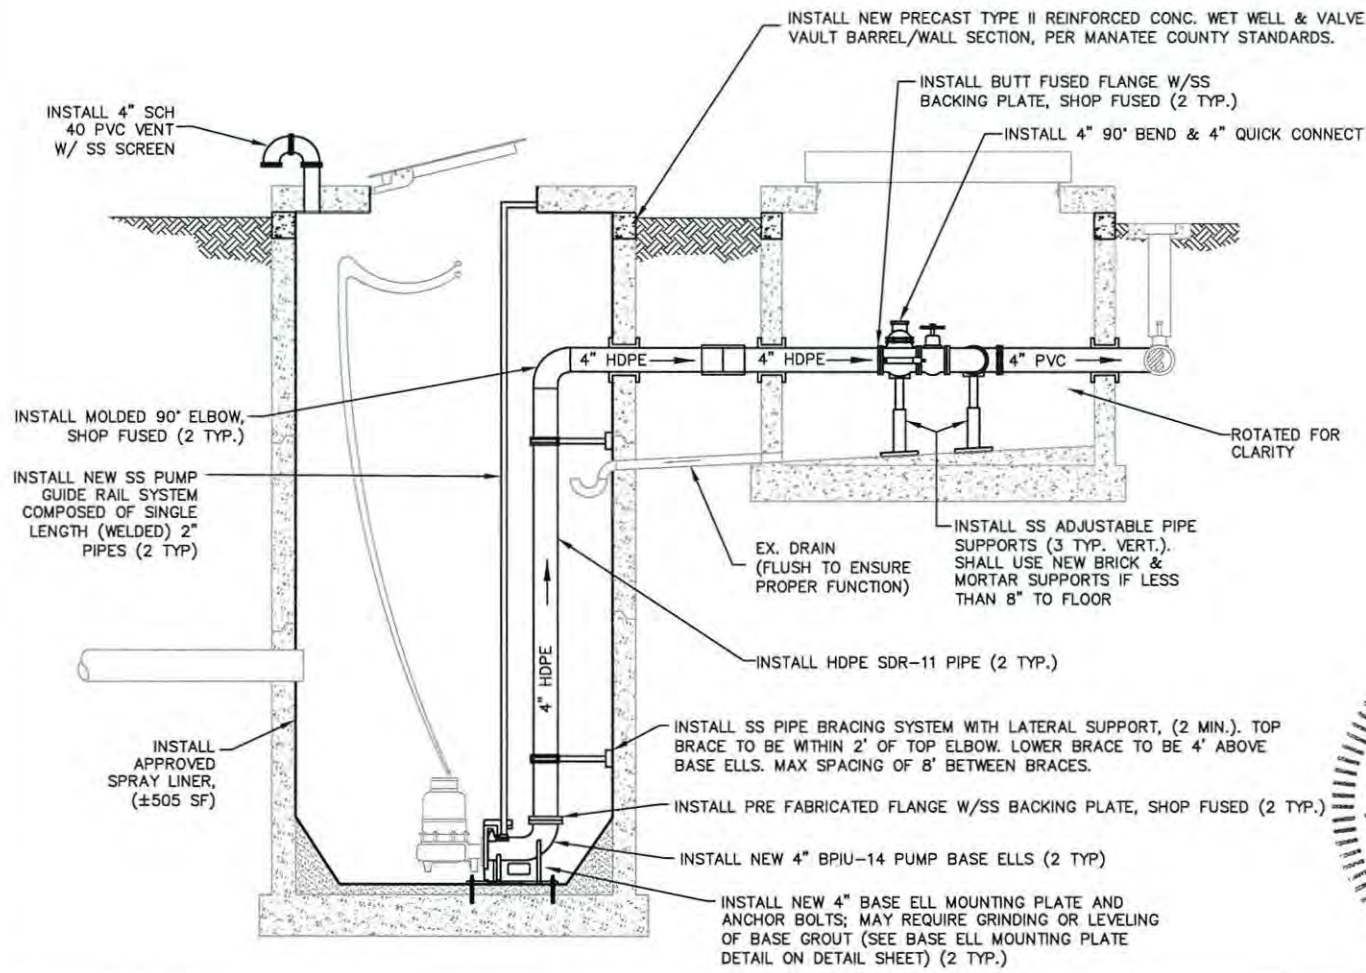 INSTALL NEW PRECAST TYPE II REINFORCED CONC. WET WELL & VALVE
VAULT BARREL/WALL SECTION, PER MANATEE COUNTY STANDARDS.
INSTALL BUTT FUSED FLANGE W/SS
BACKING PLATE, SHOP FUSED (2 TYP.)
INSTALL 4" 90° BEND & 4" QUICK CONNECT
INSTALL 4" SCH
40 PVC VENT
W/ SS SCREEN
4" HDPE
4" HDPE
4" PVC
INSTALL MOLDED 90° ELBOW,
SHOP FUSED (2 TYP.)
ROTATED FOR
CLARITY
INSTALL NEW SS PUMP
GUIDE RAIL SYSTEM
COMPOSED OF SINGLE
LENGTH (WELDED) 2"
PIPES (2 TYP)
EX. DRAIN
(FLUSH TO ENSURE
PROPER FUNCTION)
INSTALL SS ADJUSTABLE PIPE
SUPPORTS (3 TYP. VERT.).
SHALL USE NEW BRICK &
MORTAR SUPPORTS IF LESS
THAN 8" TO FLOOR
4" HDPE
INSTALL HDPE SDR-11 PIPE (2 TYP.)
INSTALL
APPROVED
SPRAY LINER,
(±505 SF)
INSTALL SS PIPE BRACING SYSTEM WITH LATERAL SUPPORT, (2 MIN.). TOP
BRACE TO BE WITHIN 2' OF TOP ELBOW. LOWER BRACE TO BE 4' ABOVE
BASE ELLS. MAX SPACING OF 8' BETWEEN BRACES.
INSTALL PRE FABRICATED FLANGE W/SS BACKING PLATE, SHOP FUSED (2 TYP.)
INSTALL NEW 4" BPIU-14 PUMP BASE ELLS (2 TYP)
INSTALL NEW 4" BASE ELL MOUNTING PLATE AND
ANCHOR BOLTS; MAY REQUIRE GRINDING OR LEVELING
OF BASE GROUT (SEE BASE ELL MOUNTING PLATE
DETAIL ON DETAIL SHEET) (2 TYP.)